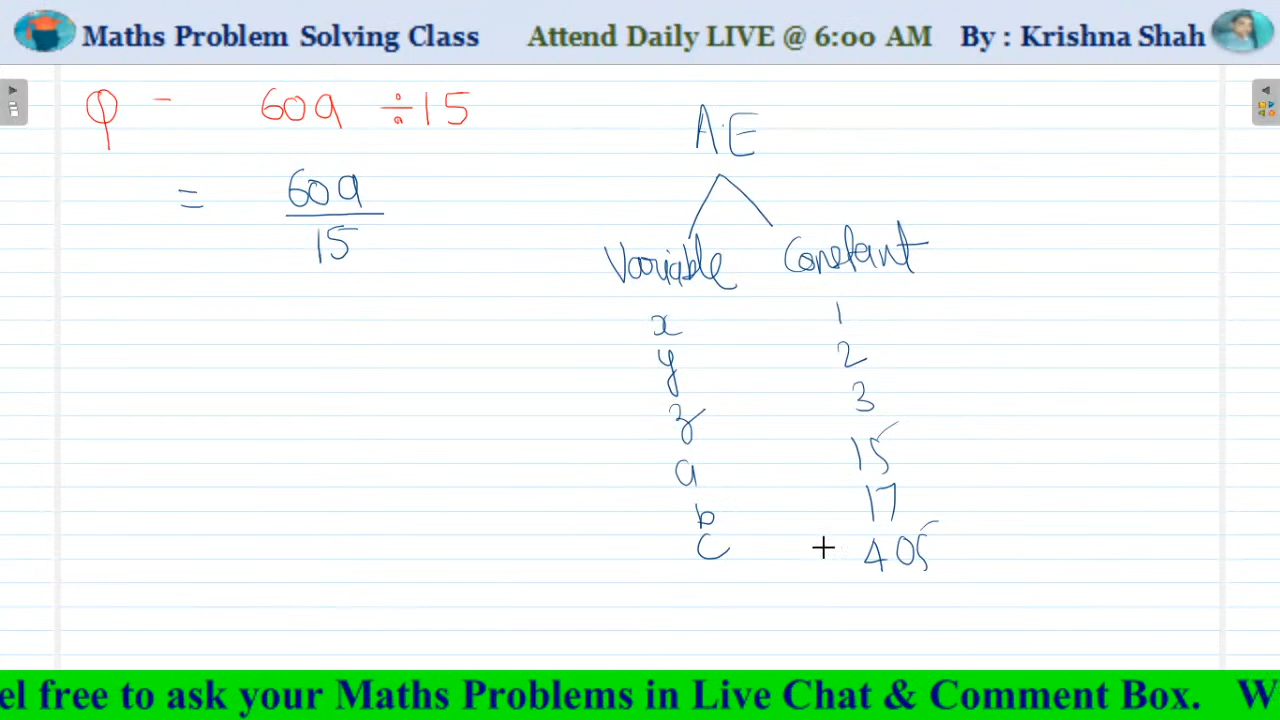 Maths Problem Solving Class Attend Daily LIVE @ 6:00 AM By : Krishna Shah
Q - 60a ÷ 15
= 60a
15
A.E
Variable Constant
x 1
y 2
z 3
a 15
b 17
c 405
el free to ask your Maths Problems in Live Chat & Comment Box. W